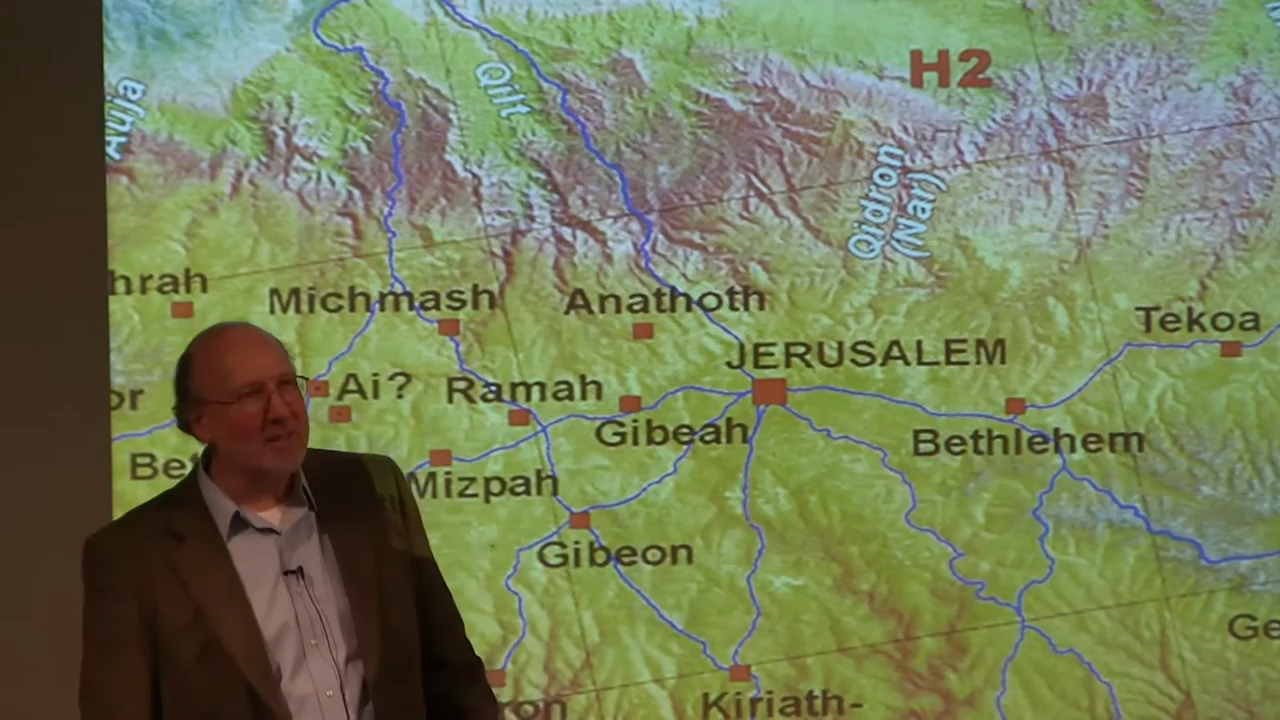 H2
Qilt
Auja
Qidron
(Nar)
hrah
Michmash
Anathoth
Tekoa
JERUSALEM
Ai?
Ramah
or
Gibeah
Bethlehem
Bet
Mizpah
Gibeon
Ge
ron
Kiriath-